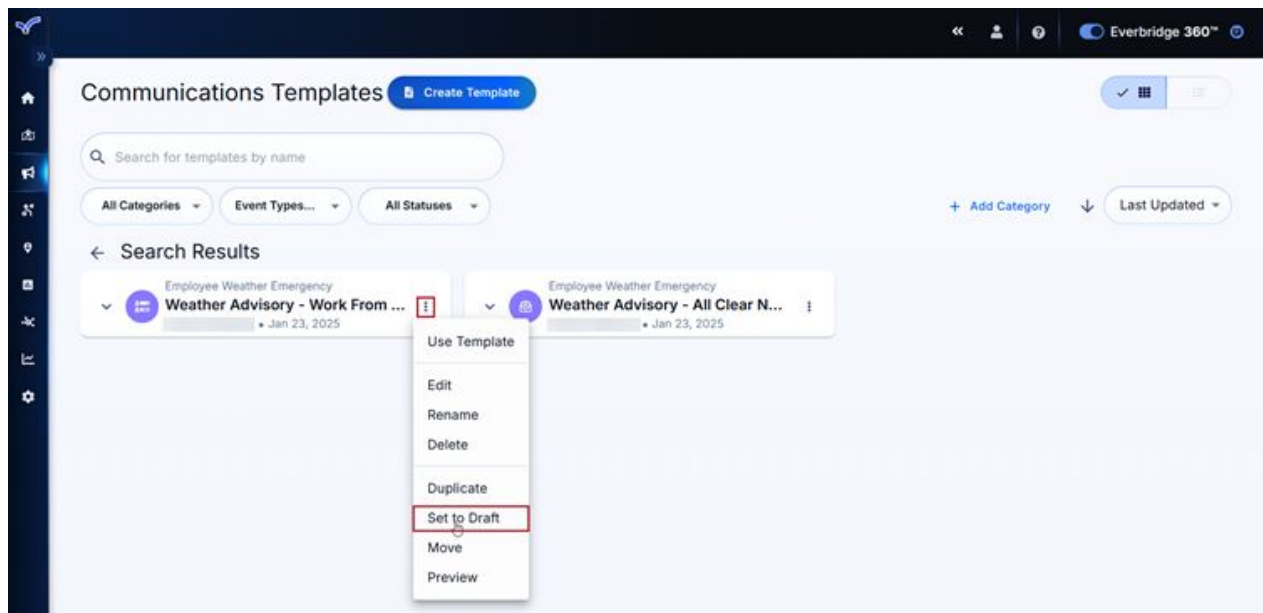 Everbridge 360™
Communications Templates
Create Template
Search for templates by name
All Categories
Event Types...
All Statuses
+ Add Category
Last Updated
Search Results
Employee Weather Emergency
Weather Advisory - Work From ...
• Jan 23, 2025
Employee Weather Emergency
Weather Advisory - All Clear N...
• Jan 23, 2025
Use Template
Edit
Rename
Delete
Duplicate
Set to Draft
Move
Preview